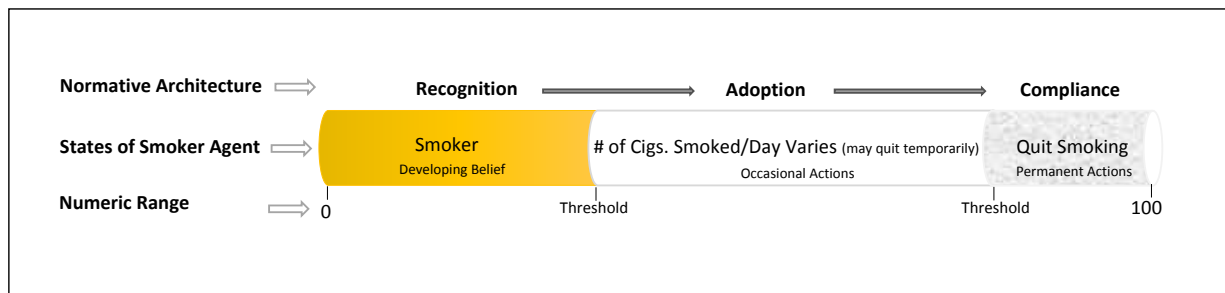 Normative Architecture Recognition Adoption Compliance
States of Smoker Agent Smoker # of Cigs. Smoked/Day Varies (may quit temporarily) Quit Smoking
Developing Belief Occasional Actions Permanent Actions
Numeric Range 0 Threshold Threshold 100